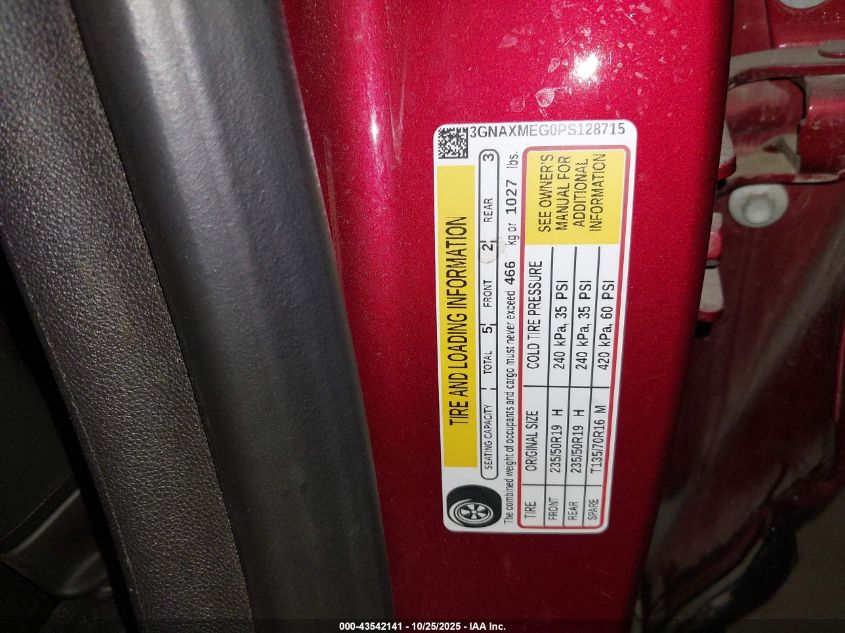 3GNAXMEG0PS128715
TIRE AND LOADING INFORMATION
SEATING CAPACITY TOTAL 5 FRONT 2 REAR 3
The combined weight of occupants and cargo must never exceed 466 kg or 1027 lbs.
TIRE ORIGINAL SIZE COLD TIRE PRESSURE
FRONT 235/50R19 H 240 kPa, 35 PSI
REAR 235/50R19 H 240 kPa, 35 PSI
SPARE T135/70R16 M 420 kPa, 60 PSI
SEE OWNER'S
MANUAL FOR
ADDITIONAL
INFORMATION
000-43542141 - 10/25/2025 - IAA Inc.